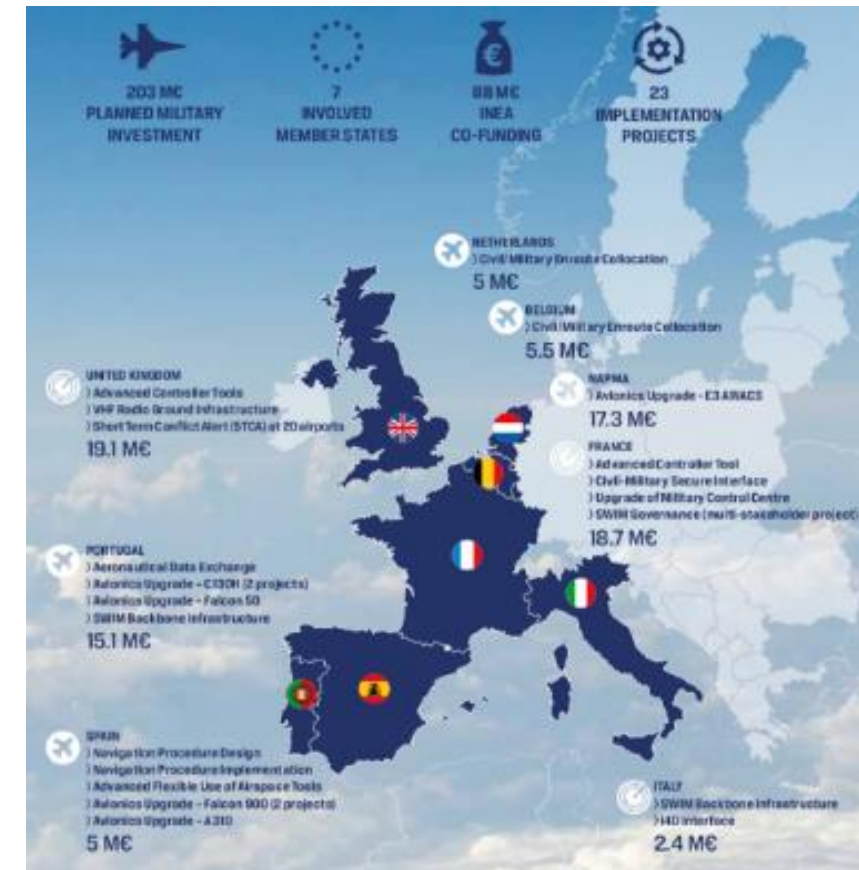 203 M€
PLANNED MILITARY
INVESTMENT
7
INVOLVED
MEMBER STATES
88 M€
INEA
CO-FUNDING
23
IMPLEMENTATION
PROJECTS
NETHERLANDS
⟩ Civil/Military Enroute Collocation
5 M€
BELGIUM
⟩ Civil/Military Enroute Collocation
5.5 M€
UNITED KINGDOM
⟩ Advanced Controller Tools
⟩ VHF Radio Ground Infrastructure
⟩ Short Term Conflict Alert (STCA) at 20 airports
19.1 M€
NAPMA
⟩ Avionics Upgrade - E3 AWACS
17.3 M€
FRANCE
⟩ Advanced Controller Tool
⟩ Civil-Military Secure Interface
⟩ Upgrade of Military Control Centre
⟩ SWIM Governance (multi-stakeholder project)
18.7 M€
PORTUGAL
⟩ Aeronautical Data Exchange
⟩ Avionics Upgrade – C130H (2 projects)
⟩ Avionics Upgrade – Falcon 50
⟩ SWIM Backbone Infrastructure
15.1 M€
SPAIN
⟩ Navigation Procedure Design
⟩ Navigation Procedure Implementation
⟩ Advanced Flexible Use of Airspace Tools
⟩ Avionics Upgrade – Falcon 900 (2 projects)
⟩ Avionics Upgrade – A310
5 M€
ITALY
⟩ SWIM Backbone Infrastructure
⟩ I4D Interface
2.4 M€